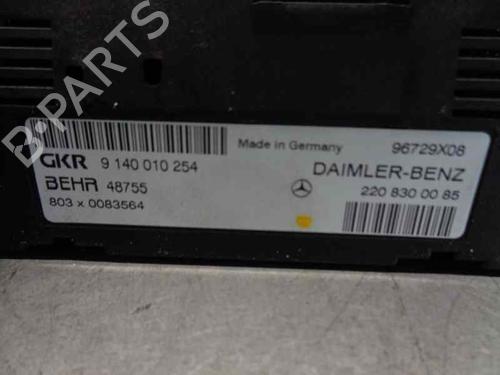 Made in Germany 96729X08
GKR 9 140 010 254
DAIMLER-BENZ
BEHR 48755
220 830 00 85
803 x 0083564
B-PARTS